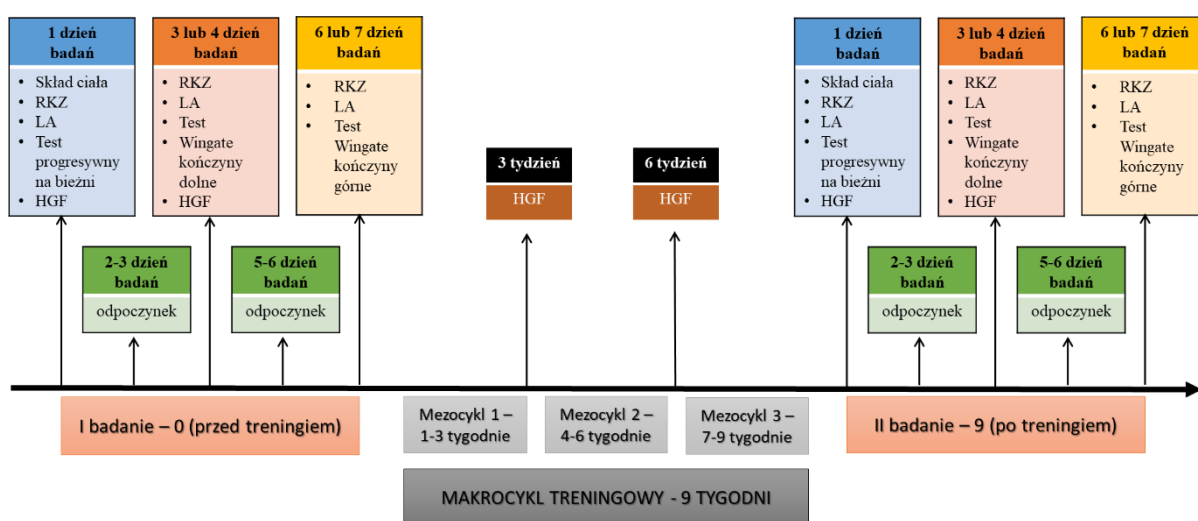 1 dzień
badań
• Skład ciała
• RKZ
• LA
• Test
progresywny
na bieżni
• HGF
3 lub 4 dzień
badań
• RKZ
• LA
• Test
• Wingate
kończyny
dolne
• HGF
6 lub 7 dzień
badań
• RKZ
• LA
• Test
Wingate
kończyny
górne
2-3 dzień
badań
odpoczynek
5-6 dzień
badań
odpoczynek
3 tydzień
HGF
6 tydzień
HGF
1 dzień
badań
• Skład ciała
• RKZ
• LA
• Test
progresywny
na bieżni
• HGF
3 lub 4 dzień
badań
• RKZ
• LA
• Test
• Wingate
kończyny
dolne
• HGF
6 lub 7 dzień
badań
• RKZ
• LA
• Test
Wingate
kończyny
górne
2-3 dzień
badań
odpoczynek
5-6 dzień
badań
odpoczynek
I badanie – 0 (przed treningiem)
Mezocykl 1 –
1-3 tygodnie
Mezocykl 2 –
4-6 tygodnie
Mezocykl 3 –
7-9 tygodnie
II badanie – 9 (po treningiem)
MAKROCYKL TRENINGOWY - 9 TYGODNI